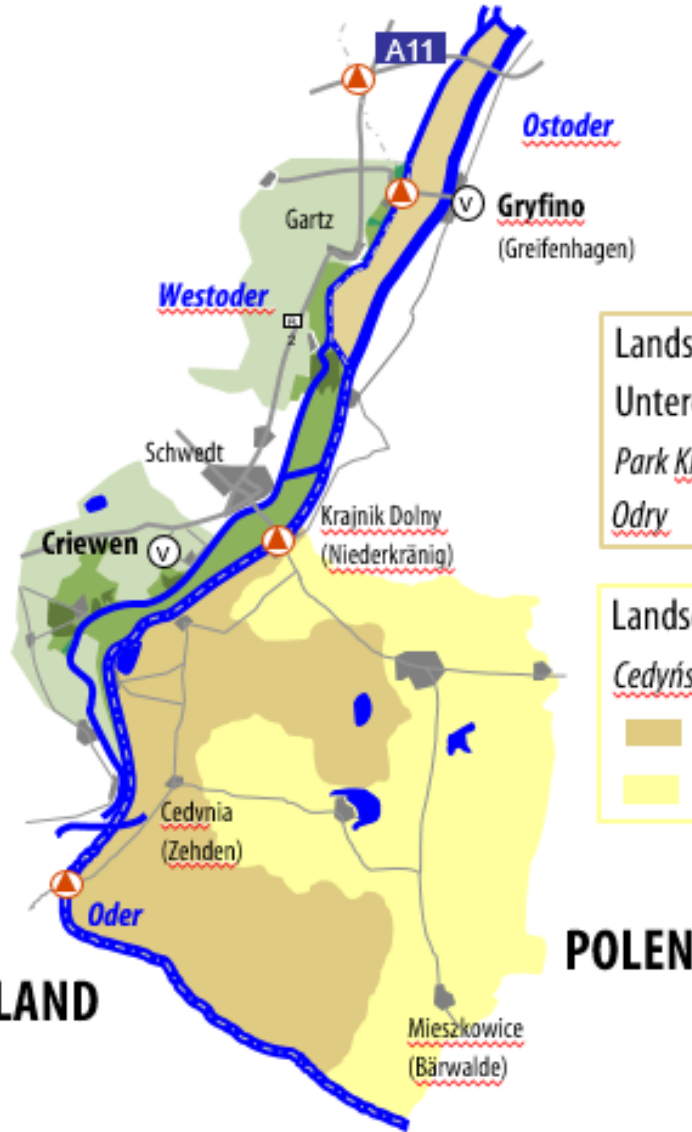 A11
Ostoder
Gryfino
(Greifenhagen)
V
Gartz
Westoder
2
Lands
Unter
Park K
Odry
Schwedt
Krajnik Dolny
(Niederkränig)
Criewen
V
Lands
Cedyńs
Cedynia
(Zehden)
Oder
POLEN
LAND
Mieszkowice
(Bärwalde)